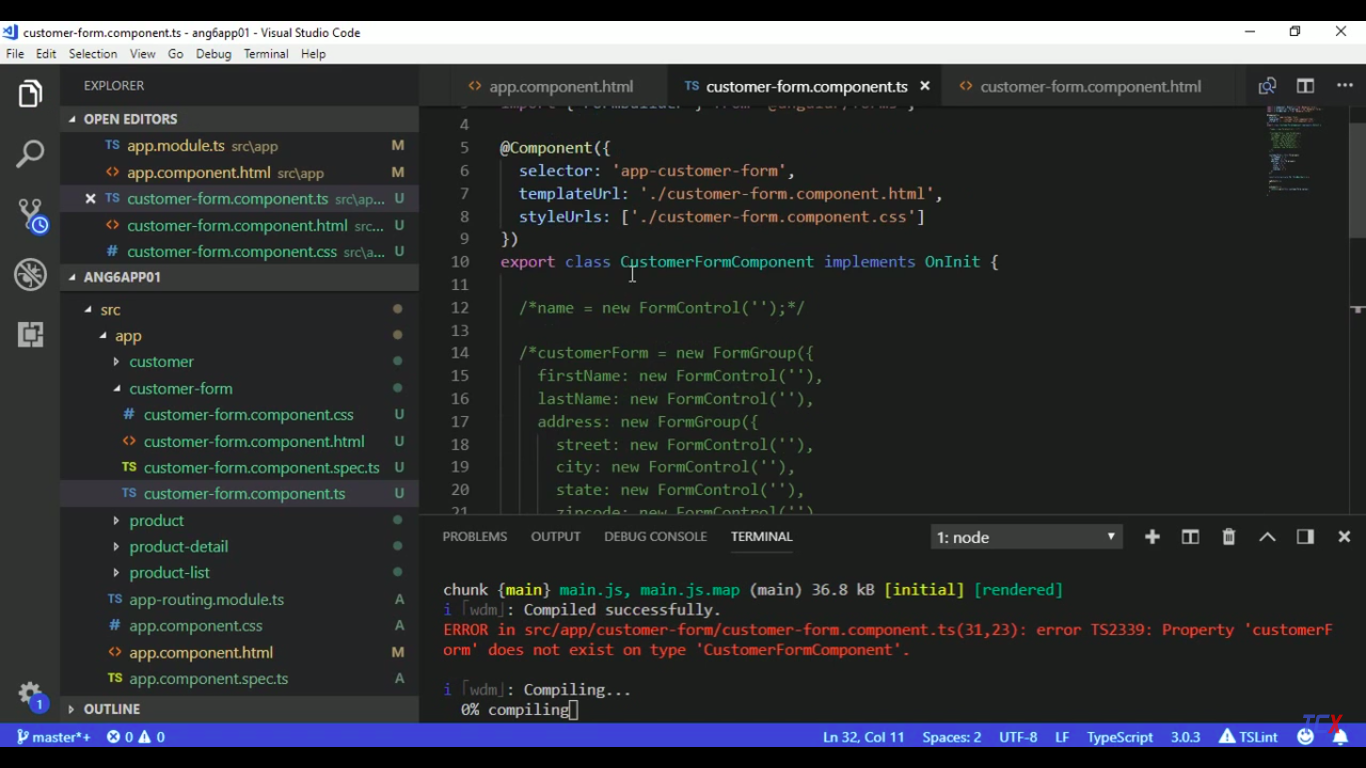 customer-form.component.ts - ang6app01 - Visual Studio Code
File Edit Selection View Go Debug Terminal Help
EXPLORER
OPEN EDITORS
TS app.module.ts src\app M
<> app.component.html src\app M
× TS customer-form.component.ts src\ap... U
<> customer-form.component.html src... U
# customer-form.component.css src\a... U
ANG6APP01
src
app
customer
customer-form
# customer-form.component.css U
<> customer-form.component.html U
TS customer-form.component.spec.ts U
TS customer-form.component.ts U
product
product-detail
product-list
TS app-routing.module.ts A
app.component.css A
<> app.component.html M
TS app.component.spec.ts A
OUTLINE
1
<> app.component.html TS customer-form.component.ts × <> customer-form.component.html ...
3 import { FormBuilder } from '@angular/forms';
4
5 @Component({
6 selector: 'app-customer-form',
7 templateUrl: './customer-form.component.html',
8 styleUrls: ['./customer-form.component.css']
9 })
10 export class CustomerFormComponent implements OnInit {
11
12 /*name = new FormControl('');*/
13
14 /*customerForm = new FormGroup({
15 firstName: new FormControl(''),
16 lastName: new FormControl(''),
17 address: new FormGroup({
18 street: new FormControl(''),
19 city: new FormControl(''),
20 state: new FormControl(''),
21 zipcode: new FormControl('')
PROBLEMS OUTPUT DEBUG CONSOLE TERMINAL 1: node
chunk {main} main.js, main.js.map (main) 36.8 kB [initial] [rendered]
i ｢wdm｣: Compiled successfully.
ERROR in src/app/customer-form/customer-form.component.ts(31,23): error TS2339: Property 'customerF
orm' does not exist on type 'CustomerFormComponent'.
i ｢wdm｣: Compiling...
0% compiling
master*+ 0 0 Ln 32, Col 11 Spaces: 2 UTF-8 LF TypeScript 3.0.3 TSLint